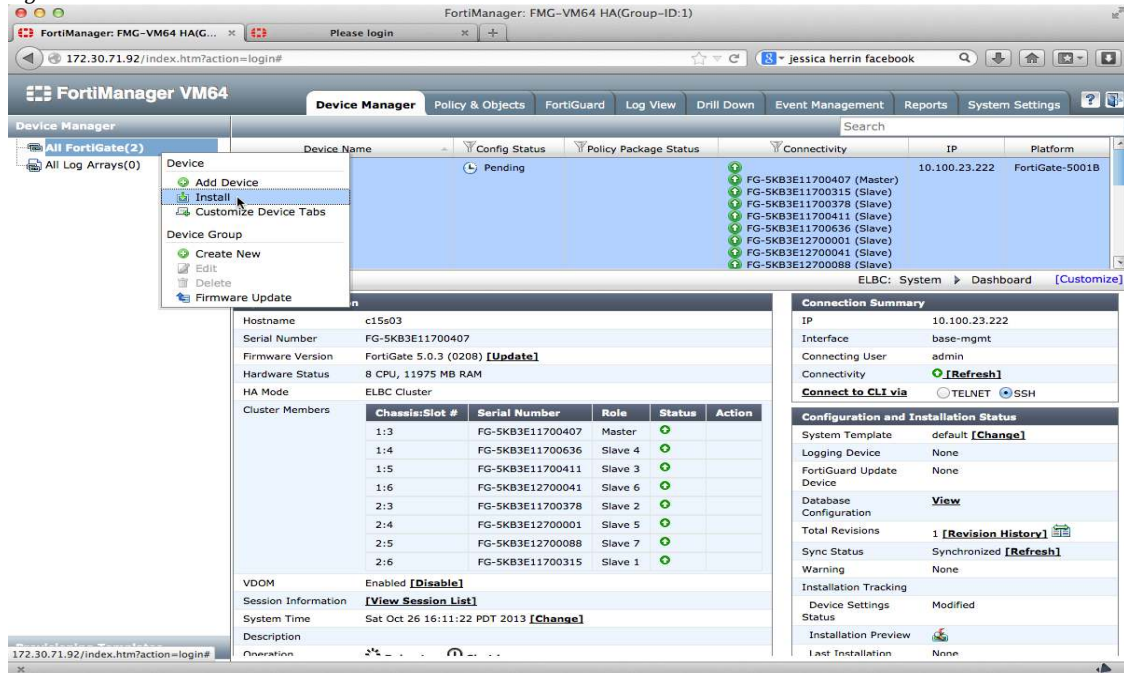 FortiManager: FMG-VM64 HA(Group-ID:1)
FortiManager: FMG-VM64 HA(G... × Please login × +
172.30.71.92/index.htm?action=login# jessica herrin facebook
FortiManager VM64
Device Manager Policy & Objects FortiGuard Log View Drill Down Event Management Reports System Settings ?
Device Manager Search
All FortiGate(2)
All Log Arrays(0)
Device Name Config Status Policy Package Status Connectivity IP Platform
Pending 10.100.23.222 FortiGate-5001B
FG-5KB3E11700407 (Master)
FG-5KB3E11700315 (Slave)
FG-5KB3E11700378 (Slave)
FG-5KB3E11700411 (Slave)
FG-5KB3E11700636 (Slave)
FG-5KB3E12700001 (Slave)
FG-5KB3E12700041 (Slave)
FG-5KB3E12700088 (Slave)
Device
Add Device
Install
Customize Device Tabs
Device Group
Create New
Edit
Delete
Firmware Update
ELBC: System Dashboard [Customize]
Hostname c15s03
Serial Number FG-5KB3E11700407
Firmware Version FortiGate 5.0.3 (0208) [Update]
Hardware Status 8 CPU, 11975 MB RAM
HA Mode ELBC Cluster
Cluster Members
Chassis:Slot # Serial Number Role Status Action
1:3 FG-5KB3E11700407 Master
1:4 FG-5KB3E11700636 Slave 4
1:5 FG-5KB3E11700411 Slave 3
1:6 FG-5KB3E12700041 Slave 6
2:3 FG-5KB3E11700378 Slave 2
2:4 FG-5KB3E12700001 Slave 5
2:5 FG-5KB3E12700088 Slave 7
2:6 FG-5KB3E11700315 Slave 1
VDOM Enabled [Disable]
Session Information [View Session List]
System Time Sat Oct 26 16:11:22 PDT 2013 [Change]
Description
Operation
Connection Summary
IP 10.100.23.222
Interface base-mgmt
Connecting User admin
Connectivity [Refresh]
Connect to CLI via TELNET SSH
Configuration and Installation Status
System Template default [Change]
Logging Device None
FortiGuard Update Device None
Database Configuration View
Total Revisions 1 [Revision History]
Sync Status Synchronized [Refresh]
Warning None
Installation Tracking
Device Settings Status Modified
Installation Preview
Last Installation None
172.30.71.92/index.htm?action=login#